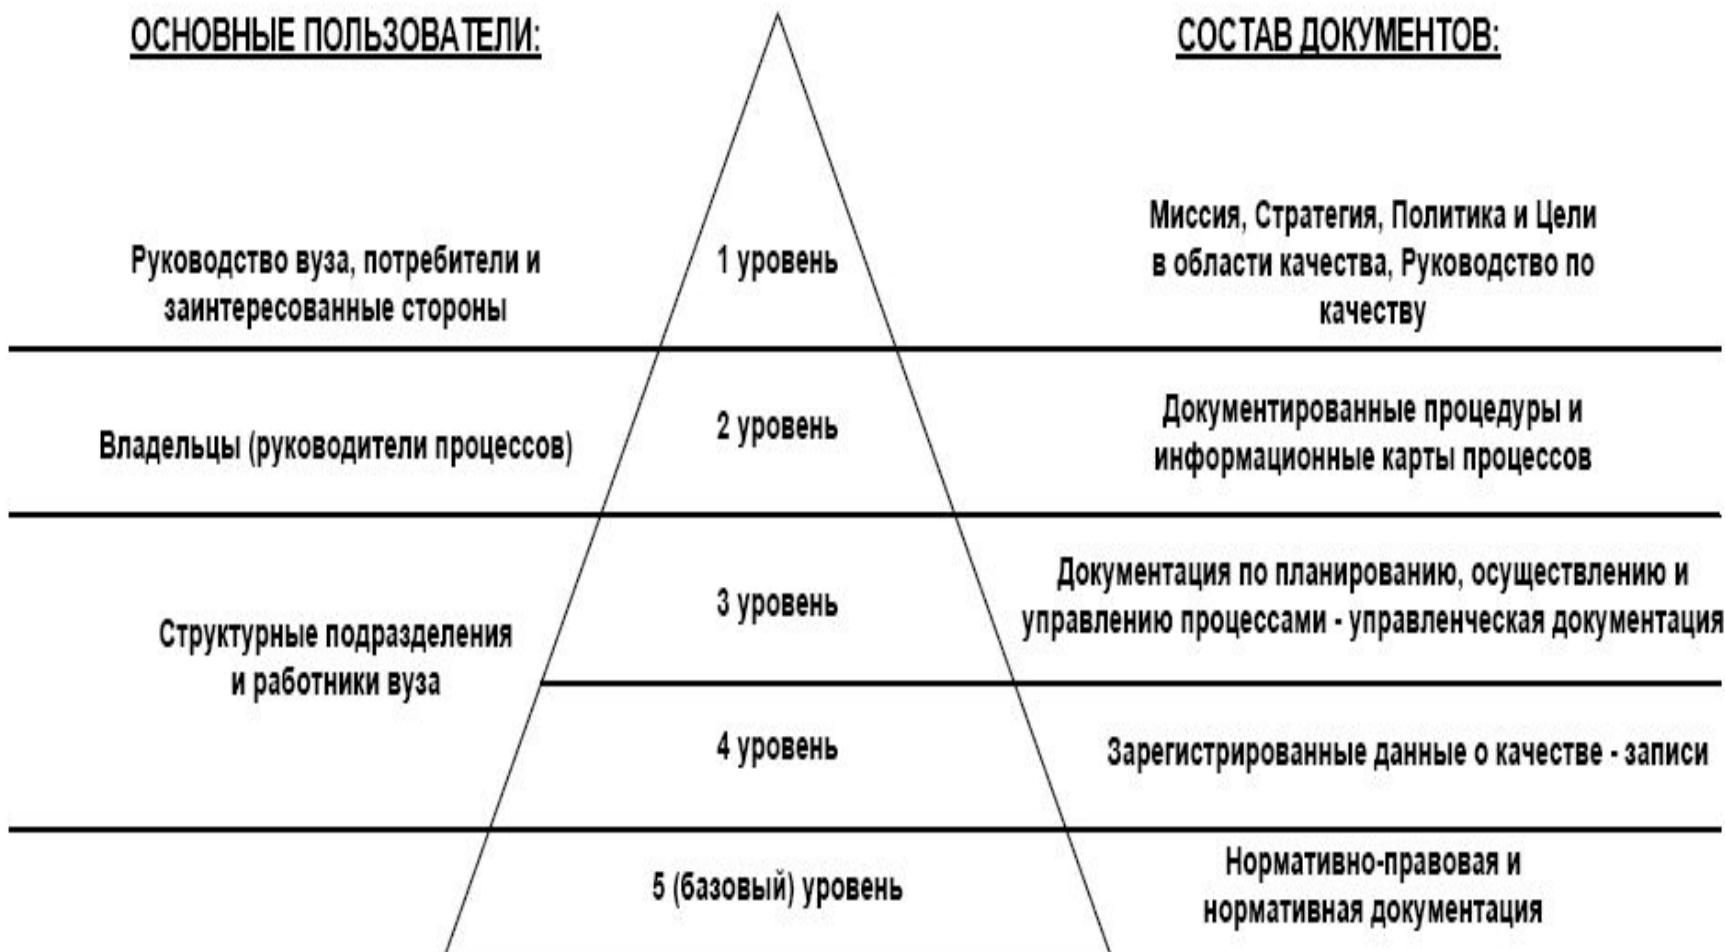 ОСНОВНЫЕ ПОЛЬЗОВАТЕЛИ:
СОСТАВ ДОКУМЕНТОВ:
Руководство вуза, потребители и
заинтересованные стороны
1 уровень
Миссия, Стратегия, Политика и Цели
в области качества, Руководство по
качеству
Владельцы (руководители процессов)
2 уровень
Документированные процедуры и
информационные карты процессов
Структурные подразделения
и работники вуза
3 уровень
Документация по планированию, осуществлению и
управлению процессами - управленческая документация
4 уровень
Зарегистрированные данные о качестве - записи
5 (базовый) уровень
Нормативно-правовая и
нормативная документация